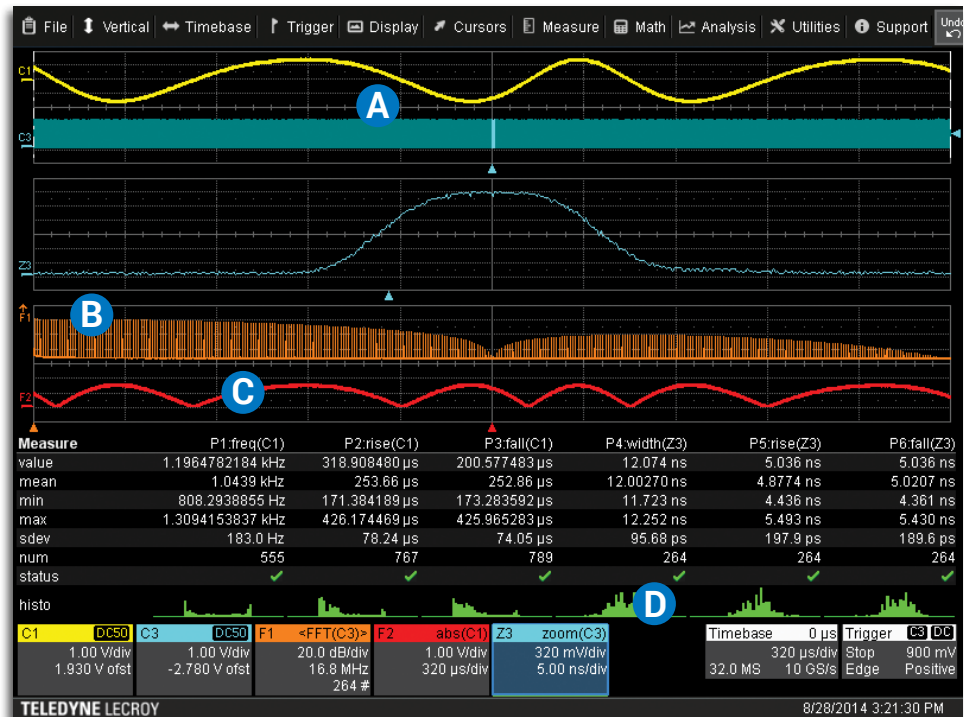 File Vertical Timebase Trigger Display Cursors Measure Math Analysis Utilities Support Undo
C1
A
C3
Z3
F1
B
F2
C
Measure P1:freq(C1) P2:rise(C1) P3:fall(C1) P4:width(Z3) P5:rise(Z3) P6:fall(Z3)
value 1.1964782184 kHz 318.908480 µs 200.577483 µs 12.074 ns 5.036 ns 5.036 ns
mean 1.0439 kHz 253.66 µs 252.86 µs 12.00270 ns 4.8774 ns 5.0207 ns
min 808.2938855 Hz 171.384189 µs 173.283592 µs 11.723 ns 4.436 ns 4.361 ns
max 1.3094153837 kHz 426.174469 µs 425.965283 µs 12.252 ns 5.493 ns 5.430 ns
sdev 183.0 Hz 78.24 µs 74.05 µs 95.68 ps 197.9 ps 189.6 ps
num 555 767 789 264 264 264
status
histo D
C1 DC50 C3 DC50 F1 <FFT(C3)> F2 abs(C1) Z3 zoom(C3) Timebase 0 µs Trigger C3 DC
1.00 V/div 1.00 V/div 20.0 dB/div 1.00 V/div 320 mV/div 320 µs/div Stop 900 mV
1.930 V ofst -2.780 V ofst 16.8 MHz 320 µs/div 5.00 ns/div 32.0 MS 10 GS/s Edge Positive
264 #
TELEDYNE LECROY 8/28/2014 3:21:30 PM